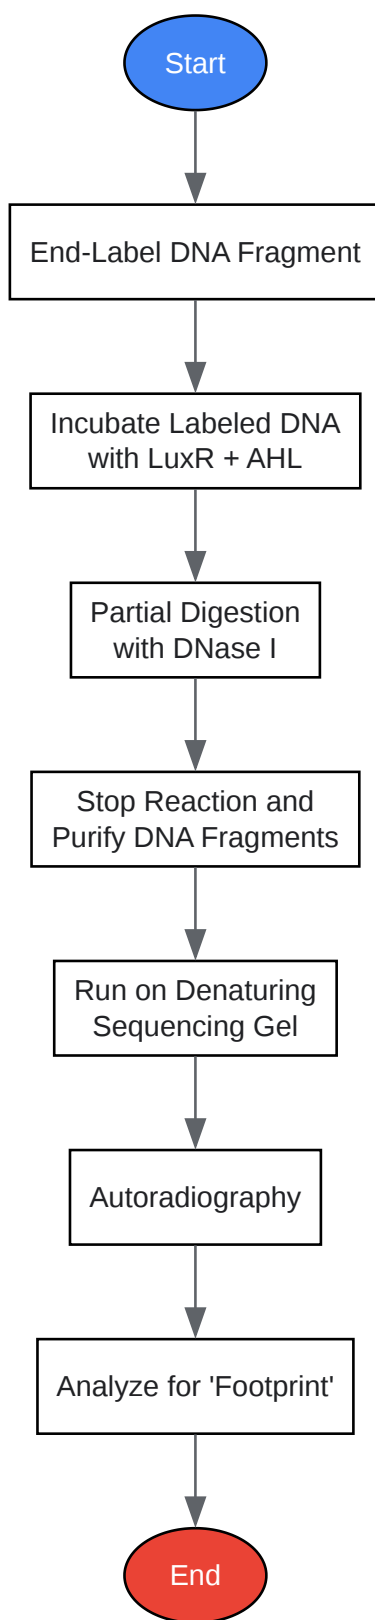 Start
End-Label DNA Fragment
Incubate Labeled DNA
with LuxR + AHL
Partial Digestion
with DNase I
Stop Reaction and
Purify DNA Fragments
Run on Denaturing
Sequencing Gel
Autoradiography
Analyze for 'Footprint'
End